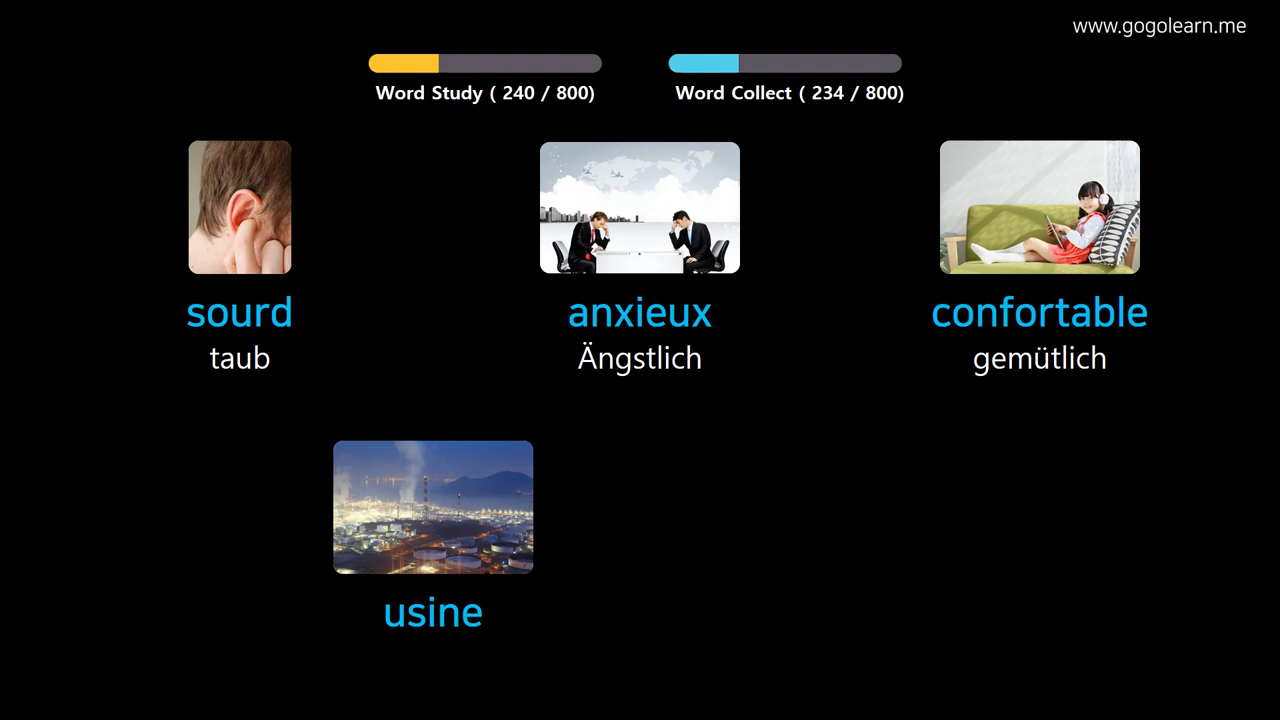 www.gogolearn.me
Word Study ( 240 / 800)
Word Collect ( 234 / 800)
sourd
taub
anxieux
Ängstlich
confortable
gemütlich
usine